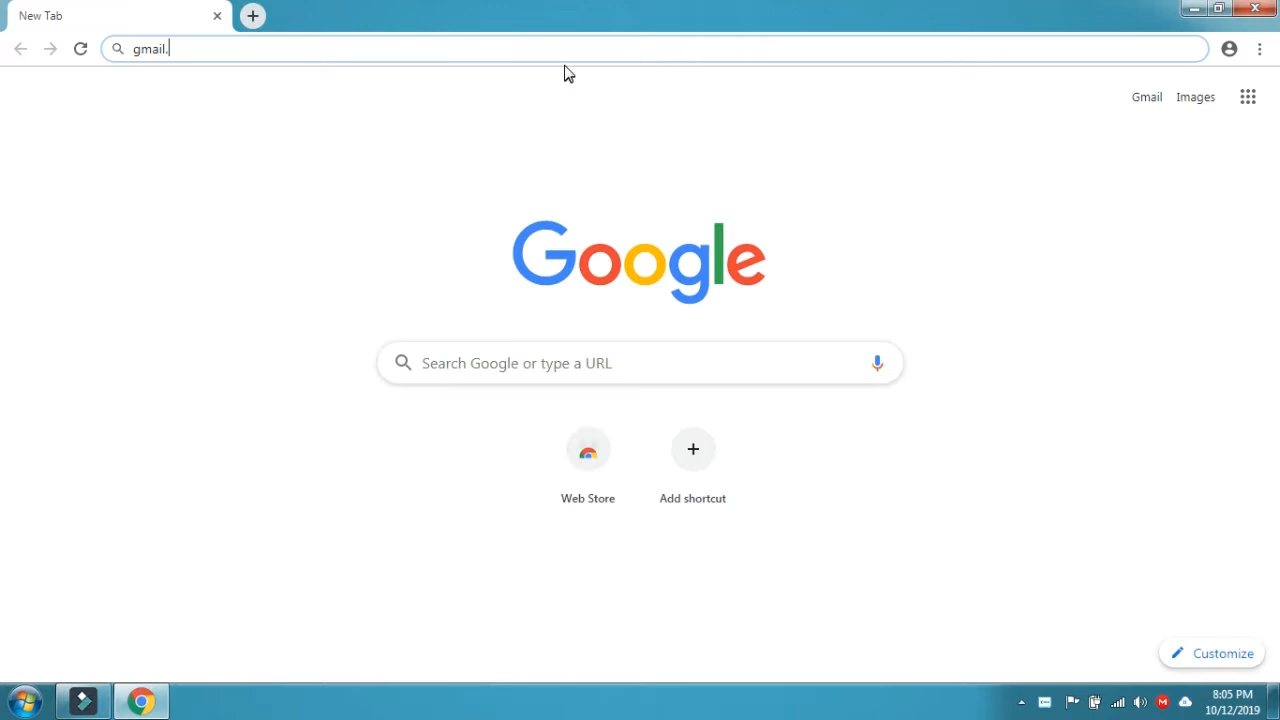 New Tab
gmail.
Gmail Images
Google
Search Google or type a URL
Web Store
Add shortcut
Customize
8:05 PM
10/12/2019